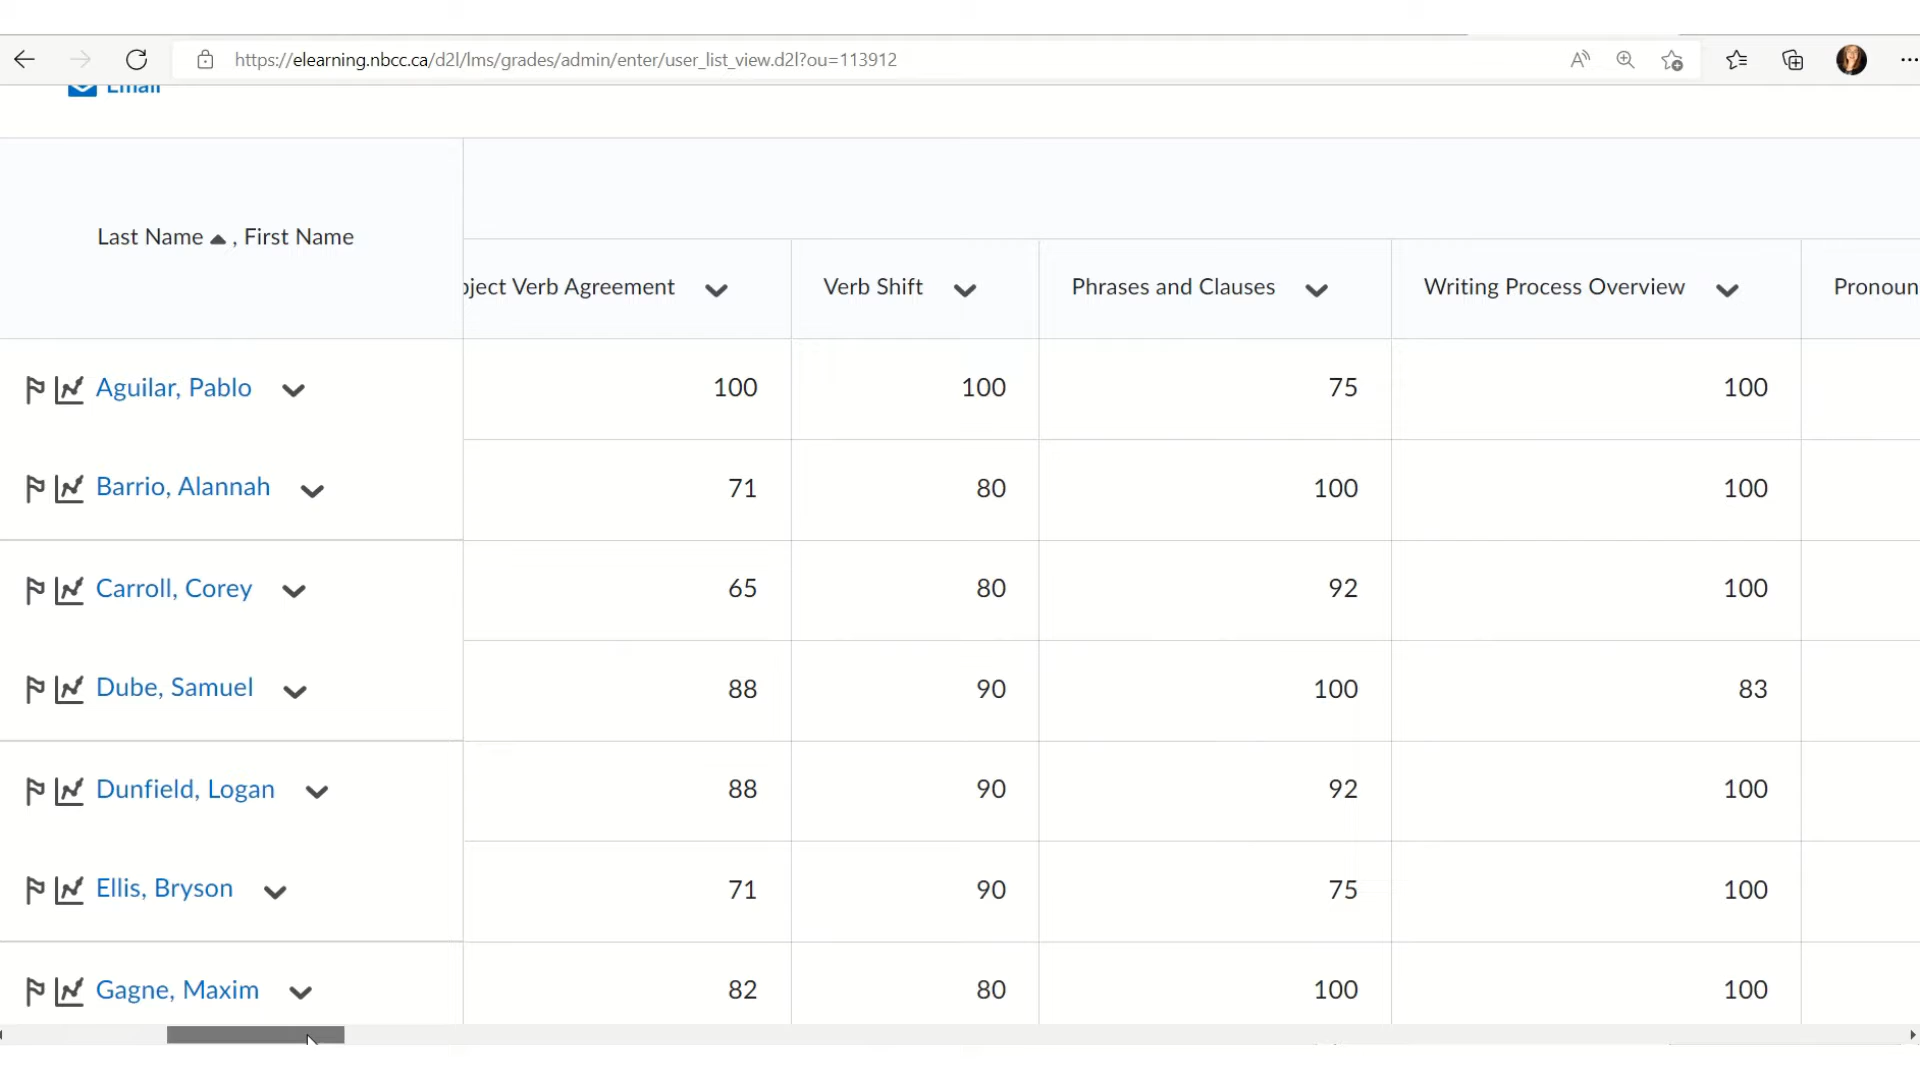 https://elearning.nbcc.ca/d2l/lms/grades/admin/enter/user_list_view.d2l?ou=113912
Email
Last Name , First Name
bject Verb Agreement Verb Shift Phrases and Clauses Writing Process Overview Pronoun
Aguilar, Pablo 100 100 75 100
Barrio, Alannah 71 80 100 100
Carroll, Corey 65 80 92 100
Dube, Samuel 88 90 100 83
Dunfield, Logan 88 90 92 100
Ellis, Bryson 71 90 75 100
Gagne, Maxim 82 80 100 100